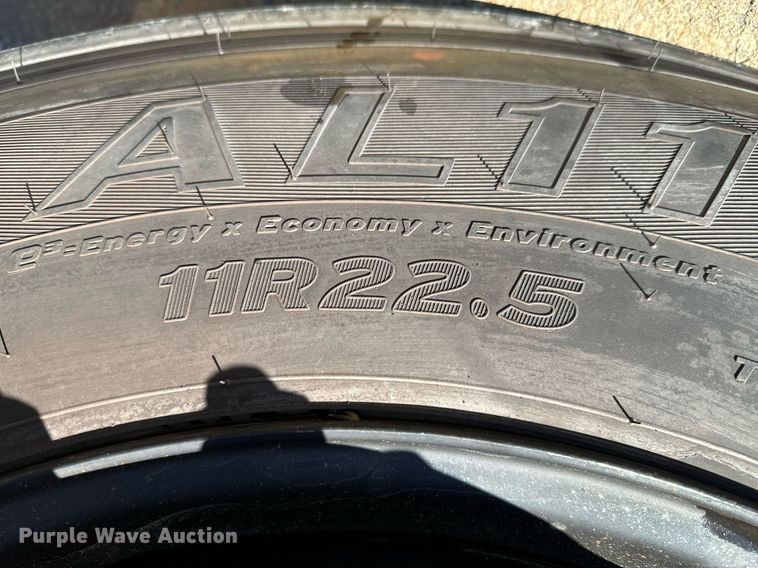 AL11
e³-Energy x Economy x Environment
11R22.5
T
Purple Wave Auction